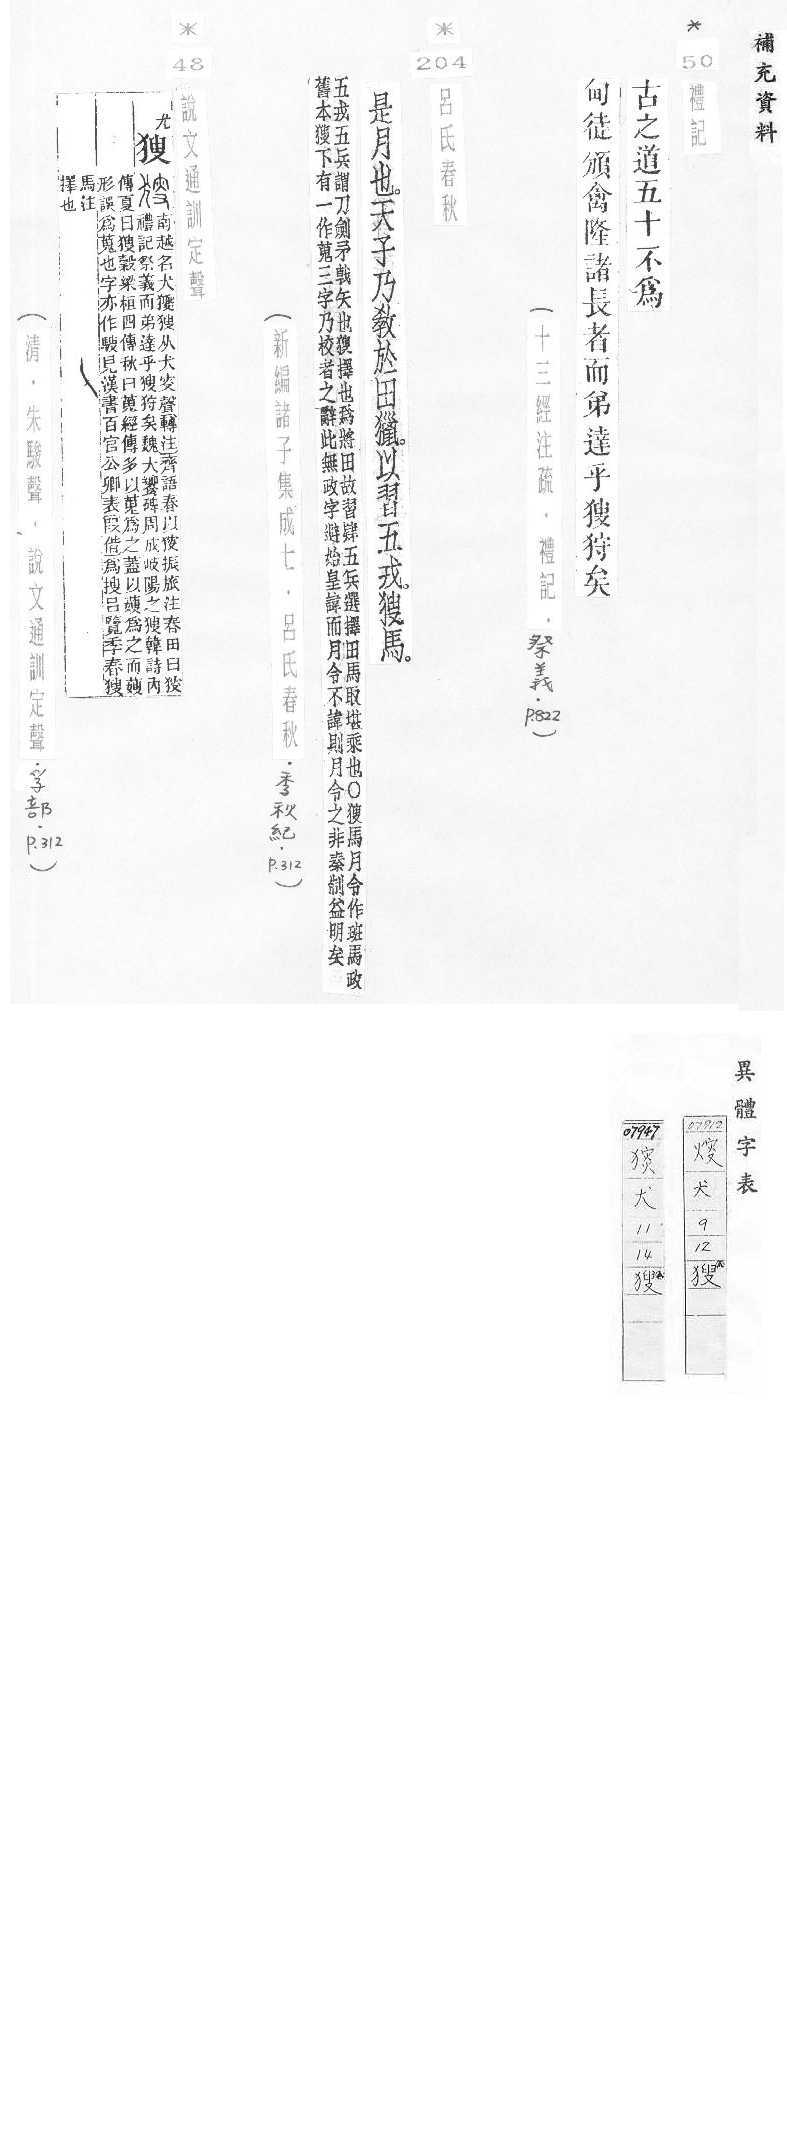 補充資料
*
50
禮記
古之道五十不為
甸徒頒禽隆諸長者而弟達乎獀狩矣
(十三經注疏.禮記.祭義.P.822)
*
204
呂氏春秋
是月也。天子乃教於田獵。以習五戎。獀馬。
五戎五兵謂刀劍矛戟矢也獀擇也為將田故習肄五兵選擇田馬取堪乘也○獀馬月令作班馬政
舊本獀下有一作蒐三字乃校者之辭此無政字避始皇諱而月令不諱則月令之非秦制益明矣
(新編諸子集成七.呂氏春秋.季秋紀.P.312)
*
48
說文通訓定聲
尤
獀
南越名犬獿獀从犬叜聲轉注齊語春以獀振旅注春田曰獀
禮記祭義而弟達乎獀狩矣魏大饗碑周成岐陽之獀韓詩內
傳夏曰獀穀梁桓四傳秋曰蒐經傳多以蒐為之蓋以
為之而
形誤為蒐也字亦作
見漢書百官公卿表叚借為搜呂覽季春獀
馬注
擇也
(清.朱駿聲.說文通訓定聲.孚部.P.312)
異體字表
07912
犬
9
12
獀
07947
犬
11
14
獀